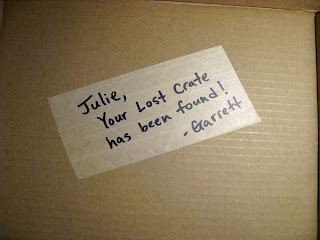 Julie,
Your Lost Crate
has been found!
-Garrett